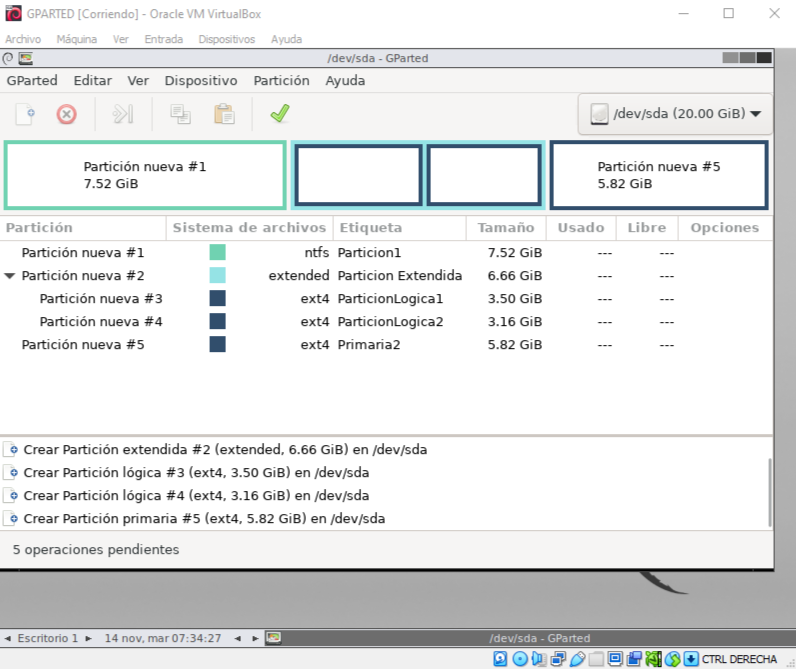 GPARTED [Corriendo] - Oracle VM VirtualBox
Archivo Máquina Ver Entrada Dispositivos Ayuda
/dev/sda - GParted
GParted Editar Ver Dispositivo Partición Ayuda
/dev/sda (20.00 GiB)
Partición nueva #1
7.52 GiB
Partición nueva #5
5.82 GiB
Partición Sistema de archivos Etiqueta Tamaño Usado Libre Opciones
Partición nueva #1 ntfs Particion1 7.52 GiB --- ---
Partición nueva #2 extended Particion Extendida 6.66 GiB --- ---
Partición nueva #3 ext4 ParticionLogica1 3.50 GiB --- ---
Partición nueva #4 ext4 ParticionLogica2 3.16 GiB --- ---
Partición nueva #5 ext4 Primaria2 5.82 GiB --- ---
Crear Partición extendida #2 (extended, 6.66 GiB) en /dev/sda
Crear Partición lógica #3 (ext4, 3.50 GiB) en /dev/sda
Crear Partición lógica #4 (ext4, 3.16 GiB) en /dev/sda
Crear Partición primaria #5 (ext4, 5.82 GiB) en /dev/sda
5 operaciones pendientes
Escritorio 1 14 nov, mar 07:34:27 /dev/sda - GParted
CTRL DERECHA